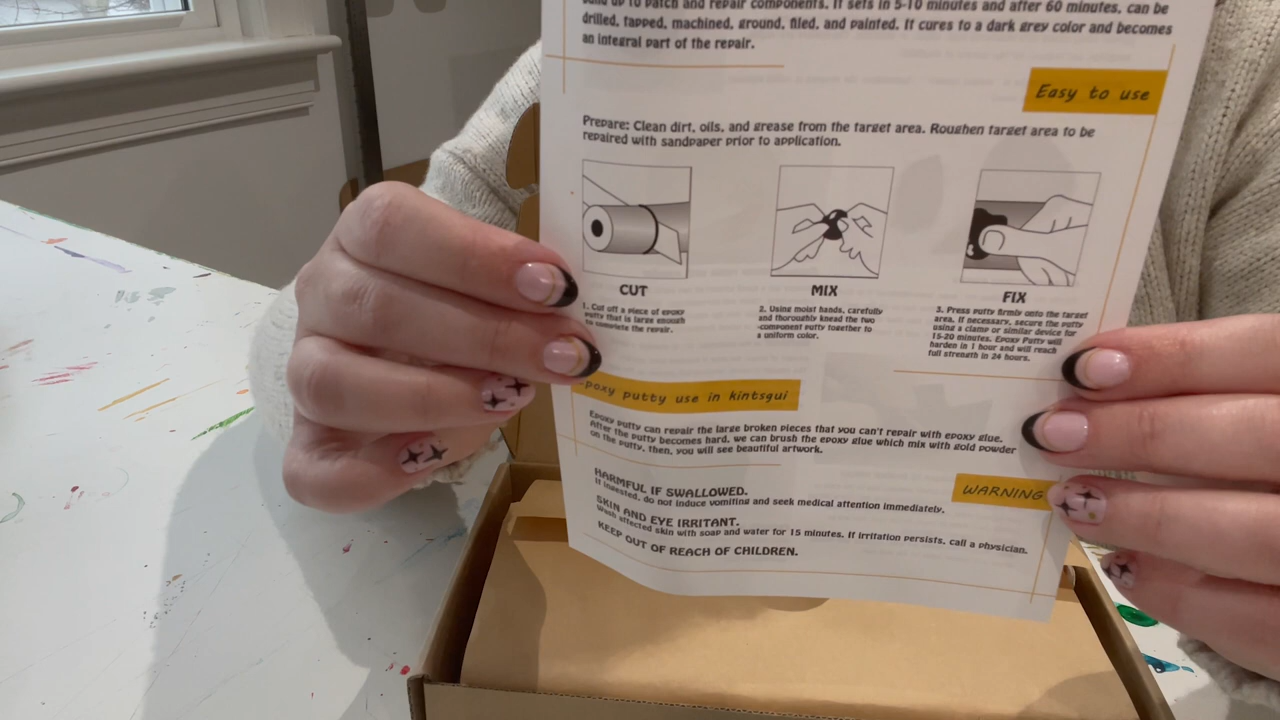 build up to patch and repair components. It sets in 5-10 minutes and after 60 minutes, can be
drilled, tapped, machined, ground, filed, and painted. It cures to a dark grey color and becomes
an integral part of the repair.
Easy to use
Prepare: Clean dirt, oils, and grease from the target area. Roughen target area to be
repaired with sandpaper prior to application.
CUT
1. Cut off a piece of epoxy
putty that is large enough
to complete the repair.
MIX
2. Using moist hands, carefully
and thoroughly knead the two
-component putty together to
a uniform color.
FIX
3. Press putty firmly onto the target
area. If necessary, secure the putty
using a clamp or similar device for
15-20 minutes. Epoxy Putty will
harden in 1 hour and will reach
full strength in 24 hours.
poxy putty use in kintsgui
Epoxy putty can repair the large broken pieces that you can't repair with epoxy glue.
After the putty becomes hard, we can brush the epoxy glue which mix with gold powder
on the putty, then, you will see beautiful artwork.
WARNING
HARMFUL IF SWALLOWED.
If ingested, do not induce vomiting and seek medical attention immediately.
SKIN AND EYE IRRITANT.
Wash affected skin with soap and water for 15 minutes. If irritation persists, call a physician.
KEEP OUT OF REACH OF CHILDREN.